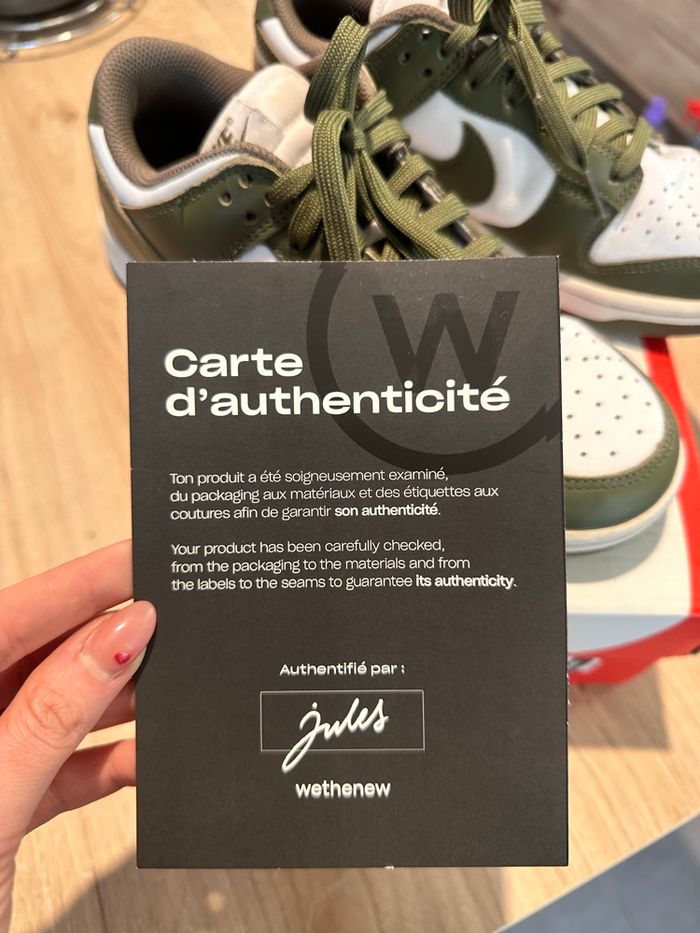 W
Carte
d'authenticité
Ton produit a été soigneusement examiné,
du packaging aux matériaux et des étiquettes aux
coutures afin de garantir son authenticité.
Your product has been carefully checked,
from the packaging to the materials and from
the labels to the seams to guarantee its authenticity.
Authentifié par :
jules
wethenew